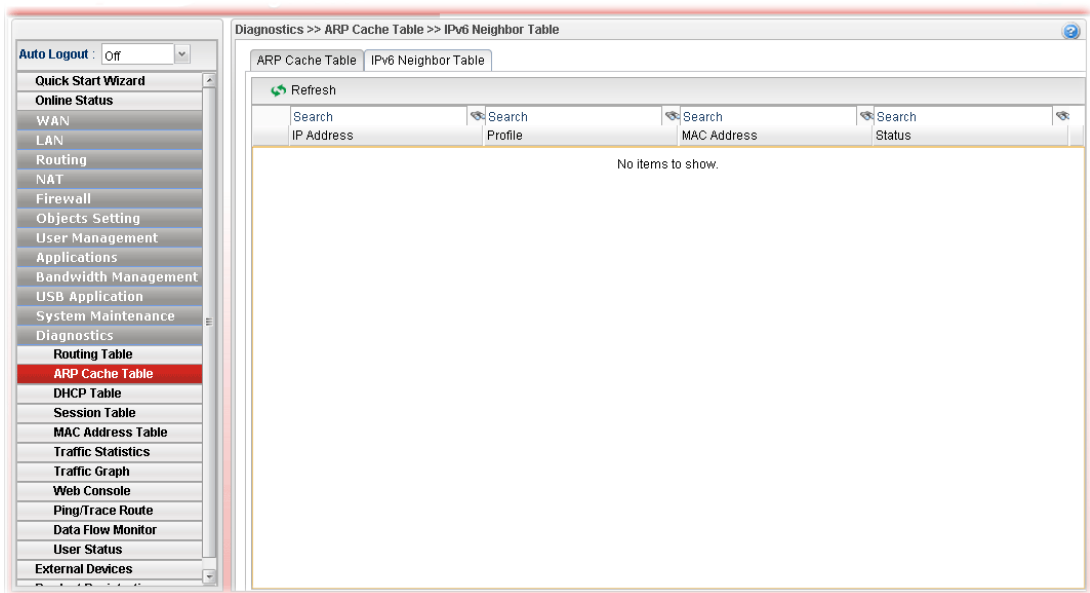 Diagnostics >> ARP Cache Table >> IPv6 Neighbor Table
Auto Logout : Off
Quick Start Wizard
Online Status
WAN
LAN
Routing
NAT
Firewall
Objects Setting
User Management
Applications
Bandwidth Management
USB Application
System Maintenance
Diagnostics
Routing Table
ARP Cache Table
DHCP Table
Session Table
MAC Address Table
Traffic Statistics
Traffic Graph
Web Console
Ping/Trace Route
Data Flow Monitor
User Status
External Devices
ARP Cache Table IPv6 Neighbor Table
Refresh
Search Search Search Search
IP Address Profile MAC Address Status
No items to show.